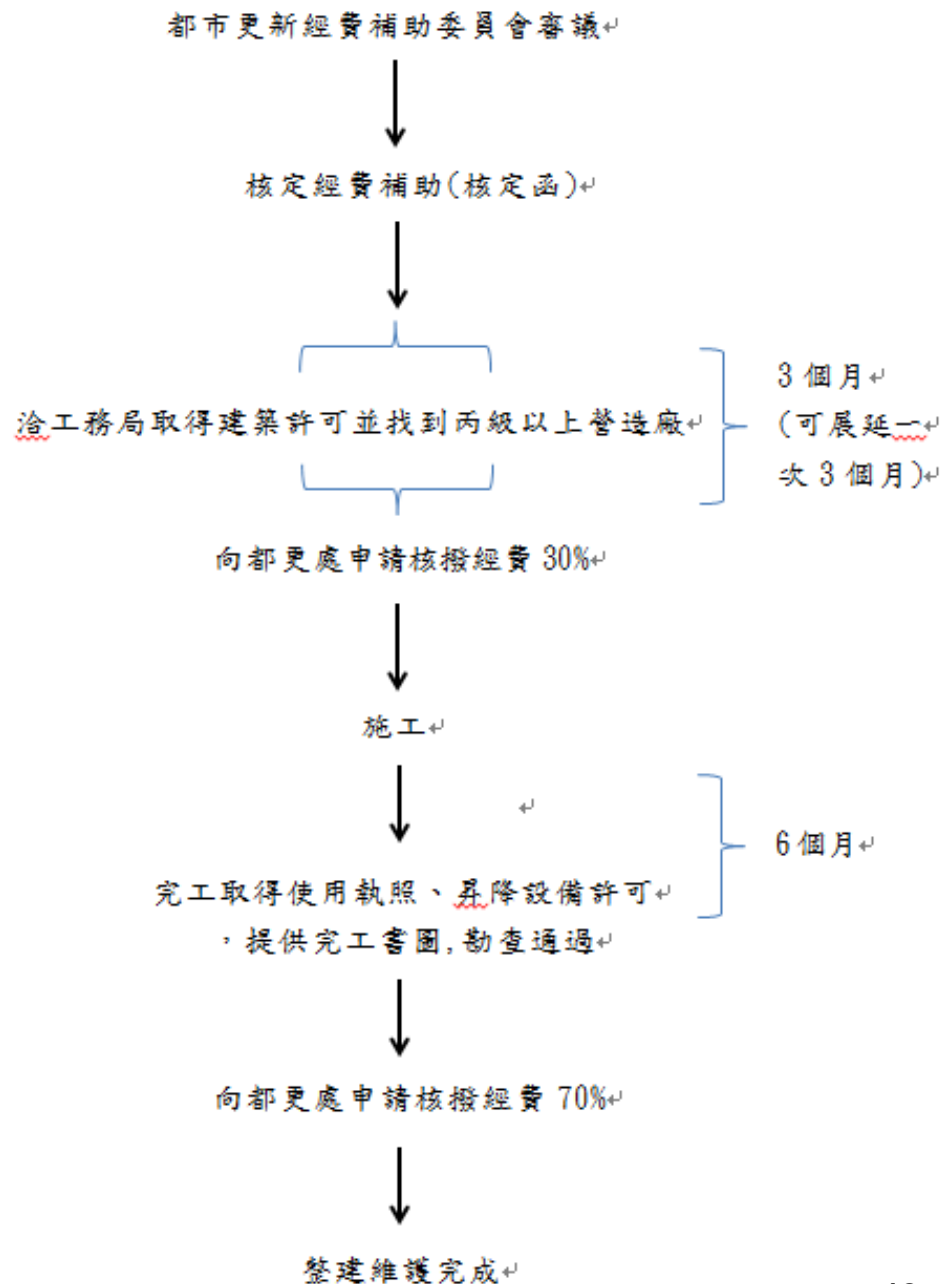 都市更新經費補助委員會審議
核定經費補助(核定函)
洽工務局取得建築許可並找到丙級以上營造廠
3個月
(可展延一
次3個月)
向都更處申請核撥經費30%
施工
6個月
完工取得使用執照、昇降設備許可
，提供完工書圖,勘查通過
向都更處申請核撥經費70%
整建維護完成